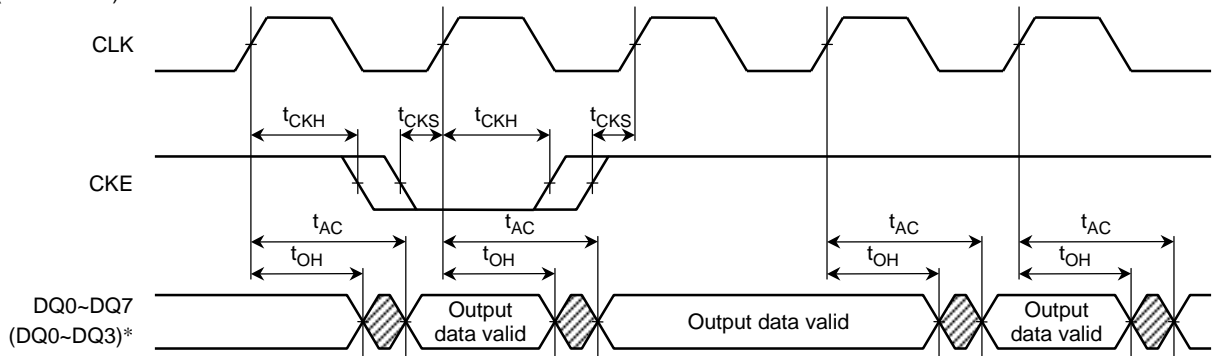 CLK
t_CKH t_CKS t_CKH t_CKS
CKE
t_AC t_AC t_AC t_AC
t_OH t_OH t_OH t_OH
DQ0~DQ7
(DQ0~DQ3)*
Output
data valid
Output data valid
Output
data valid